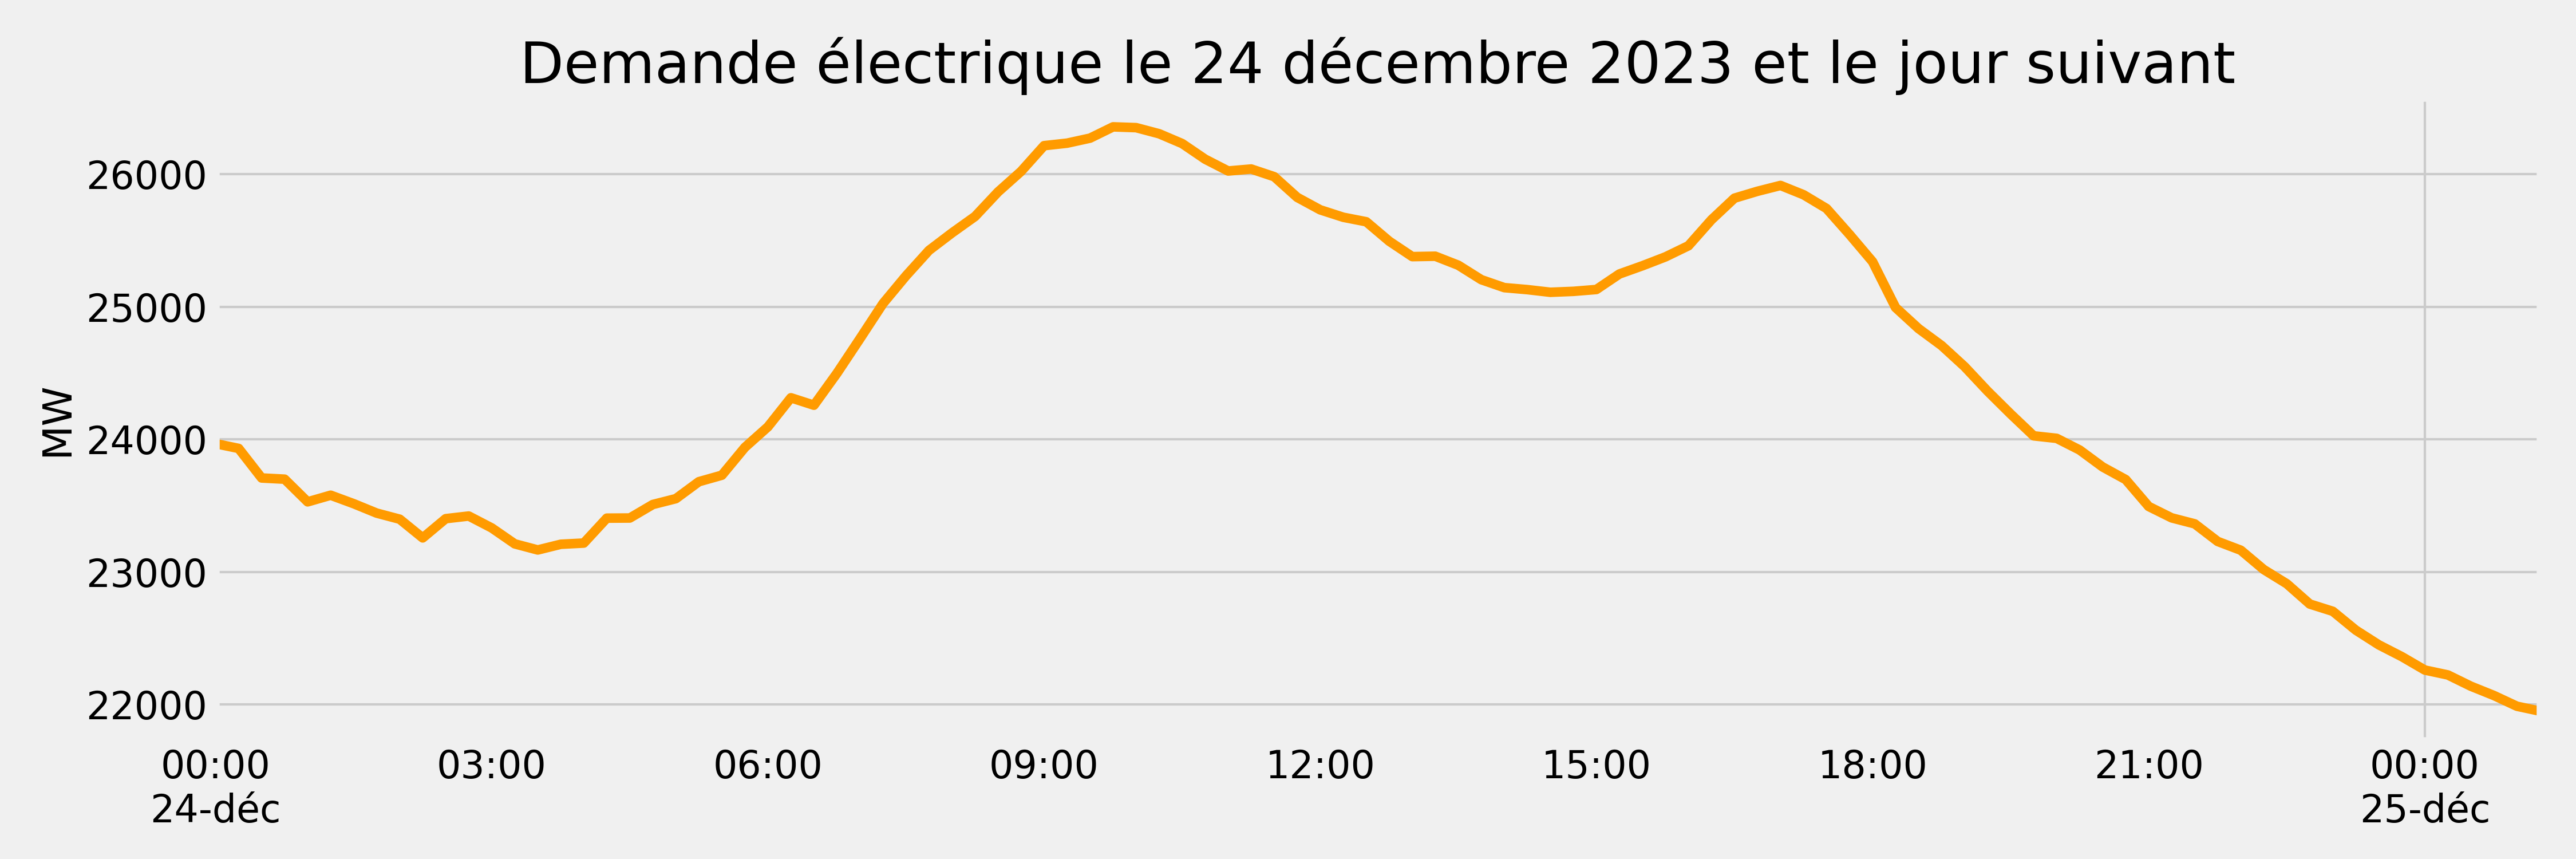 Demande électrique le 24 décembre 2023 et le jour suivant
MW
26000
25000
24000
23000
22000
00:00 03:00 06:00 09:00 12:00 15:00 18:00 21:00 00:00
24-déc 25-déc